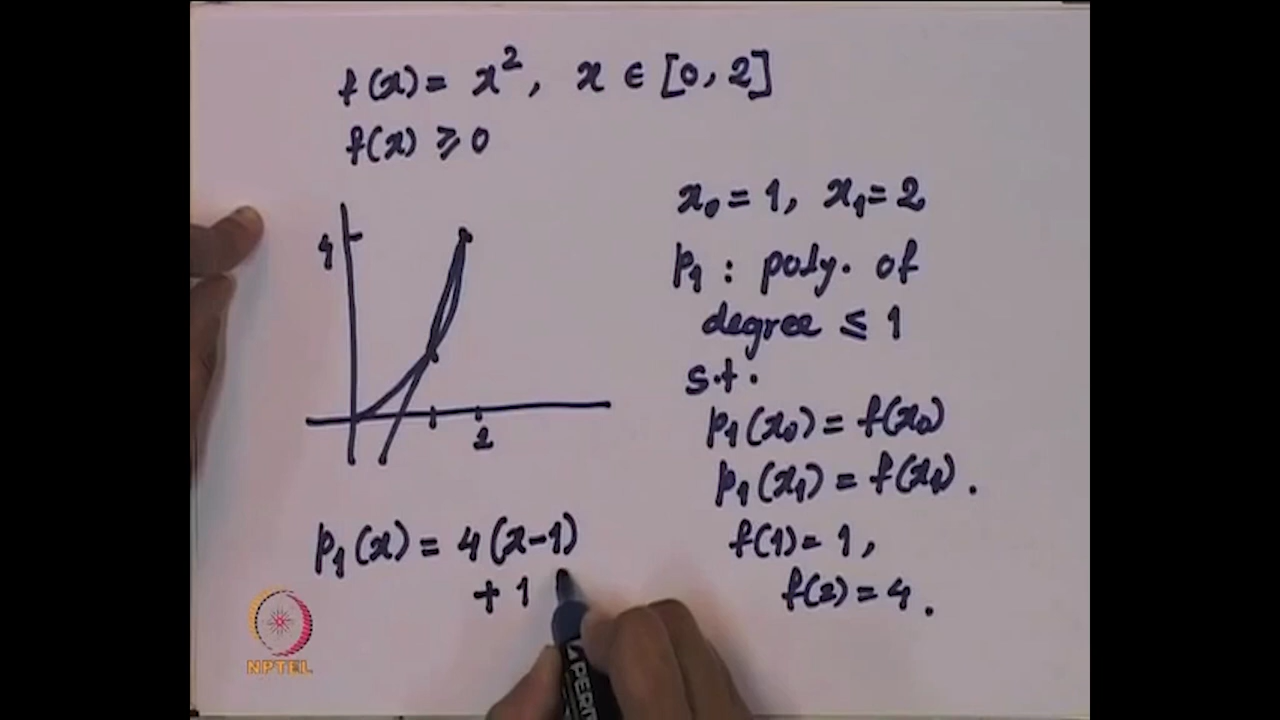 f(x) = x², x ∈ [0, 2]
f(x) ⩾ 0
4
2
x₀ = 1, x₁ = 2
p₁ : poly. of
degree ≤ 1
s.t.
p₁(x₀) = f(x₀)
p₁(x₁) = f(x₁).
f(1) = 1,
f(2) = 4.
p₁(x) = 4(x-1)
+ 1
NPTEL
PERM